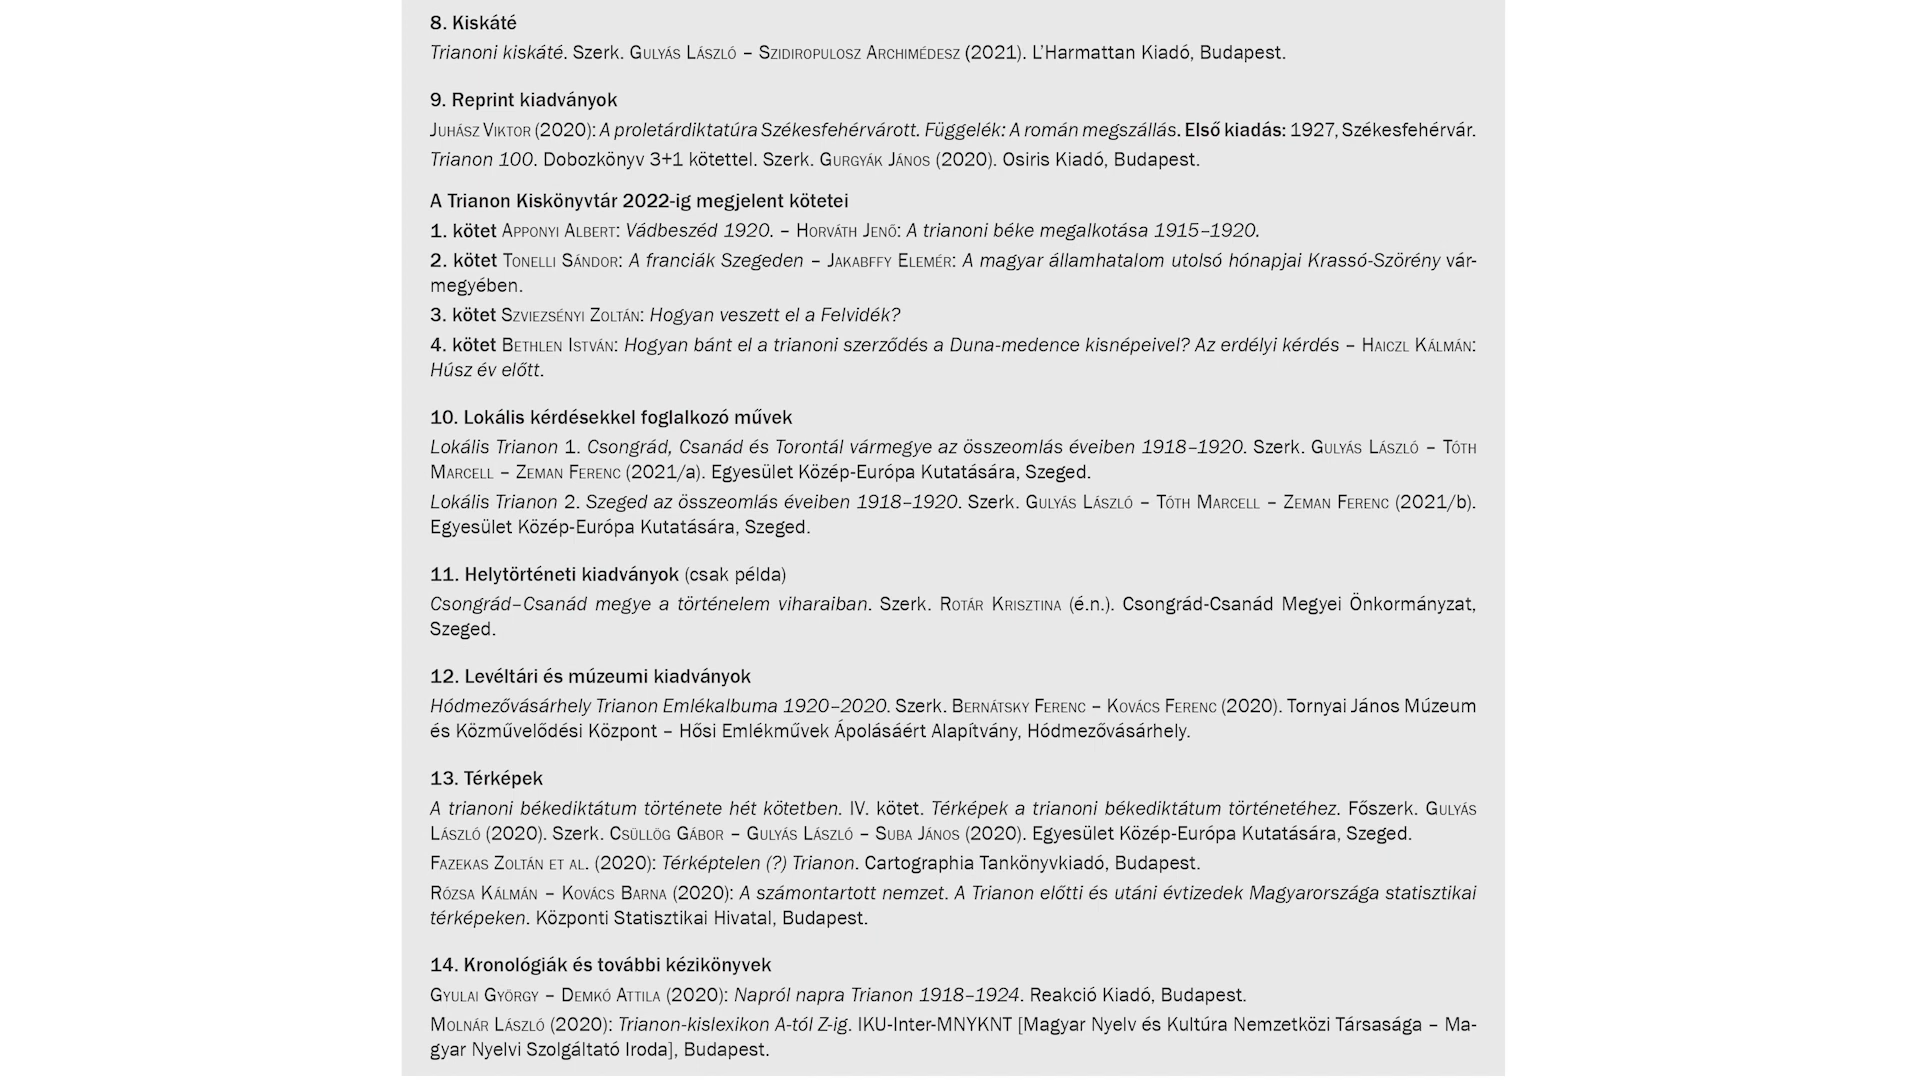 8. Kiskáté
Trianoni kiskáté. Szerk. Gulyás László – Szidiropulosz Archimédesz (2021). L’Harmattan Kiadó, Budapest.
9. Reprint kiadványok
Juhász Viktor (2020): A proletárdiktatúra Székesfehérvárott. Függelék: A román megszállás. Első kiadás: 1927, Székesfehérvár.
Trianon 100. Dobozkönyv 3+1 kötettel. Szerk. Gurgyák János (2020). Osiris Kiadó, Budapest.
A Trianon Kiskönyvtár 2022-ig megjelent kötetei
1. kötet Apponyi Albert: Vádbeszéd 1920. – Horváth Jenő: A trianoni béke megalkotása 1915–1920.
2. kötet Tonelli Sándor: A franciák Szegeden – Jakabffy Elemér: A magyar államhatalom utolsó hónapjai Krassó-Szörény vár-
megyében.
3. kötet Szviezsényi Zoltán: Hogyan veszett el a Felvidék?
4. kötet Bethlen István: Hogyan bánt el a trianoni szerződés a Duna-medence kisnépeivel? Az erdélyi kérdés – Haiczl Kálmán:
Húsz év előtt.
10. Lokális kérdésekkel foglalkozó művek
Lokális Trianon 1. Csongrád, Csanád és Torontál vármegye az összeomlás éveiben 1918–1920. Szerk. Gulyás László – Tóth
Marcell – Zeman Ferenc (2021/a). Egyesület Közép-Európa Kutatására, Szeged.
Lokális Trianon 2. Szeged az összeomlás éveiben 1918–1920. Szerk. Gulyás László – Tóth Marcell – Zeman Ferenc (2021/b).
Egyesület Közép-Európa Kutatására, Szeged.
11. Helytörténeti kiadványok (csak példa)
Csongrád–Csanád megye a történelem viharaiban. Szerk. Rotár Krisztina (é.n.). Csongrád-Csanád Megyei Önkormányzat,
Szeged.
12. Levéltári és múzeumi kiadványok
Hódmezővásárhely Trianon Emlékalbuma 1920–2020. Szerk. Bernátsky Ferenc – Kovács Ferenc (2020). Tornyai János Múzeum
és Közművelődési Központ – Hősi Emlékművek Ápolásáért Alapítvány, Hódmezővásárhely.
13. Térképek
A trianoni békediktátum története hét kötetben. IV. kötet. Térképek a trianoni békediktátum történetéhez. Főszerk. Gulyás
László (2020). Szerk. Csüllög Gábor – Gulyás László – Suba János (2020). Egyesület Közép-Európa Kutatására, Szeged.
Fazekas Zoltán et al. (2020): Térképtelen (?) Trianon. Cartographia Tankönyvkiadó, Budapest.
Rózsa Kálmán – Kovács Barna (2020): A számontartott nemzet. A Trianon előtti és utáni évtizedek Magyarországa statisztikai
térképeken. Központi Statisztikai Hivatal, Budapest.
14. Kronológiák és további kézikönyvek
Gyulai György – Demkó Attila (2020): Napról napra Trianon 1918–1924. Reakció Kiadó, Budapest.
Molnár László (2020): Trianon-kislexikon A-tól Z-ig. IKU-Inter-MNYKNT [Magyar Nyelv és Kultúra Nemzetközi Társasága – Ma-
gyar Nyelvi Szolgáltató Iroda], Budapest.